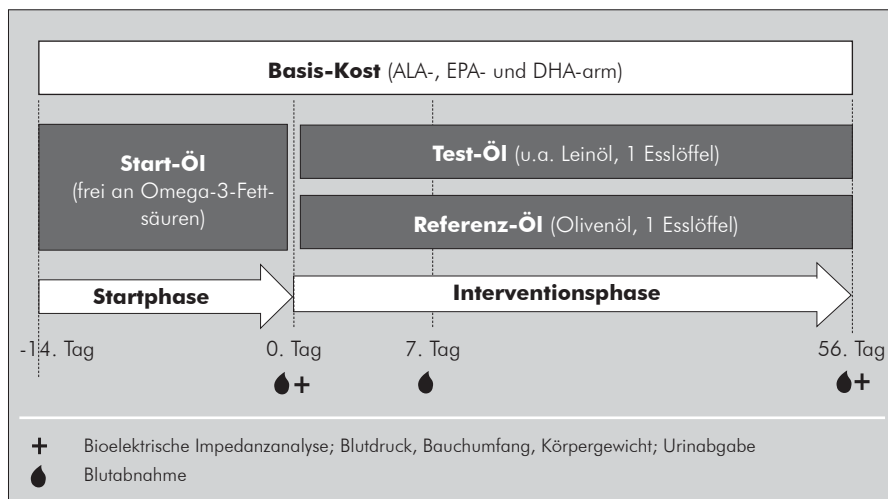 Basis-Kost (ALA-, EPA- und DHA-arm)
Start-Öl
(frei an Omega-3-Fett-
säuren)
Test-Öl (u.a. Leinöl, 1 Esslöffel)
Referenz-Öl (Olivenöl, 1 Esslöffel)
Startphase
Interventionsphase
-14. Tag
0. Tag
7. Tag
56. Tag
Bioelektrische Impedanzanalyse; Blutdruck, Bauchumfang, Körpergewicht; Urinabgabe
Blutabnahme